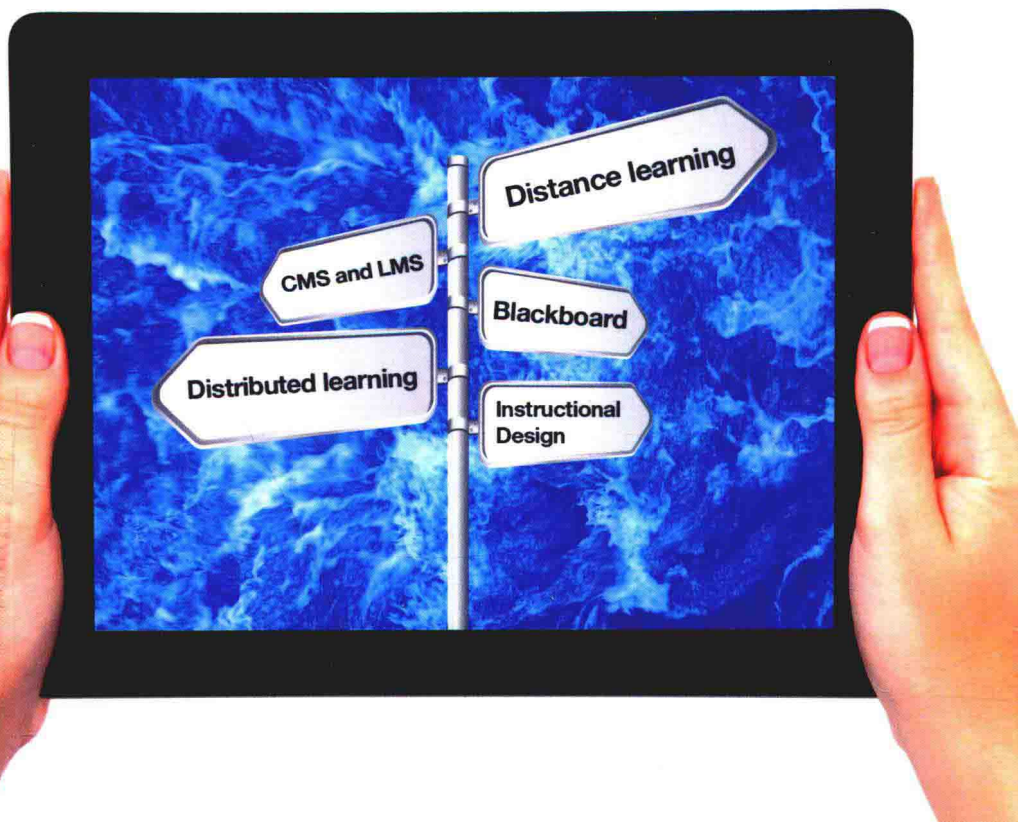 Distance learning
CMS and LMS
Blackboard
Distributed learning
Instructional
Design